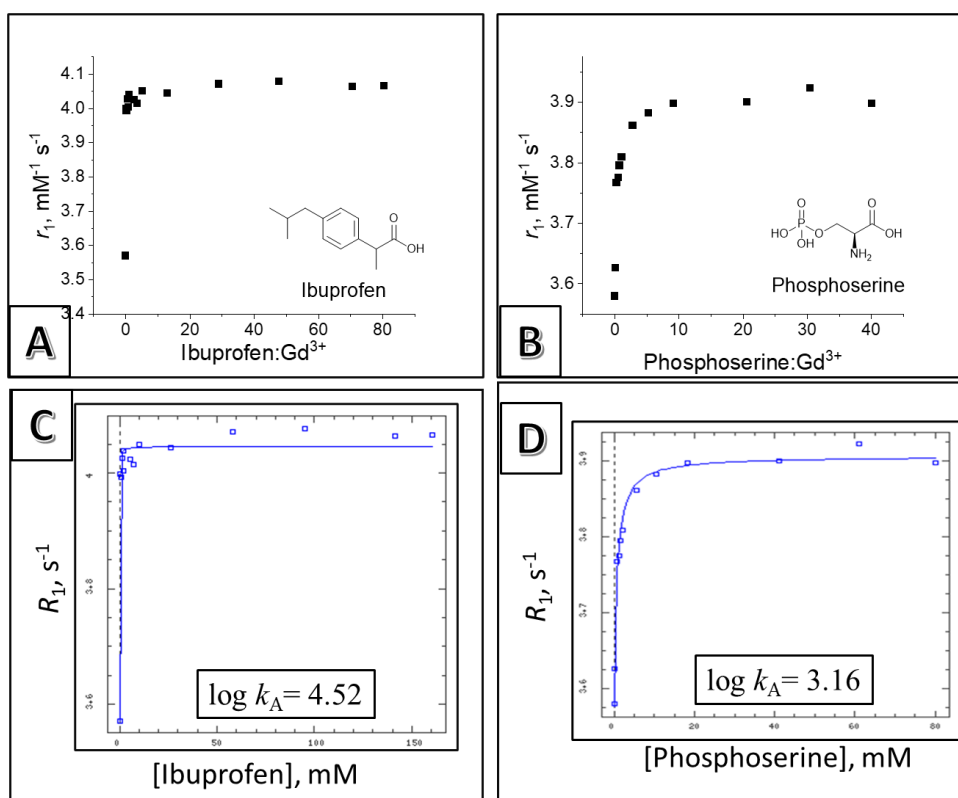 4.1
4.0
3.9
3.8
3.7
3.6
3.5
3.4
r₁, mM⁻¹ s⁻¹
O
OH
Ibuprofen
0 20 40 60 80
Ibuprofen:Gd³⁺
A
3.9
3.8
3.7
3.6
r₁, mM⁻¹ s⁻¹
O O
HO P O OH
OH NH₂
Phosphoserine
0 10 20 30 40
Phosphoserine:Gd³⁺
B
C
4
3.8
3.6
R₁, s⁻¹
log kA= 4.52
0 50 100 150
[Ibuprofen], mM
D
3.9
3.8
3.7
3.6
R₁, s⁻¹
log kA= 3.16
0 20 40 60 80
[Phosphoserine], mM